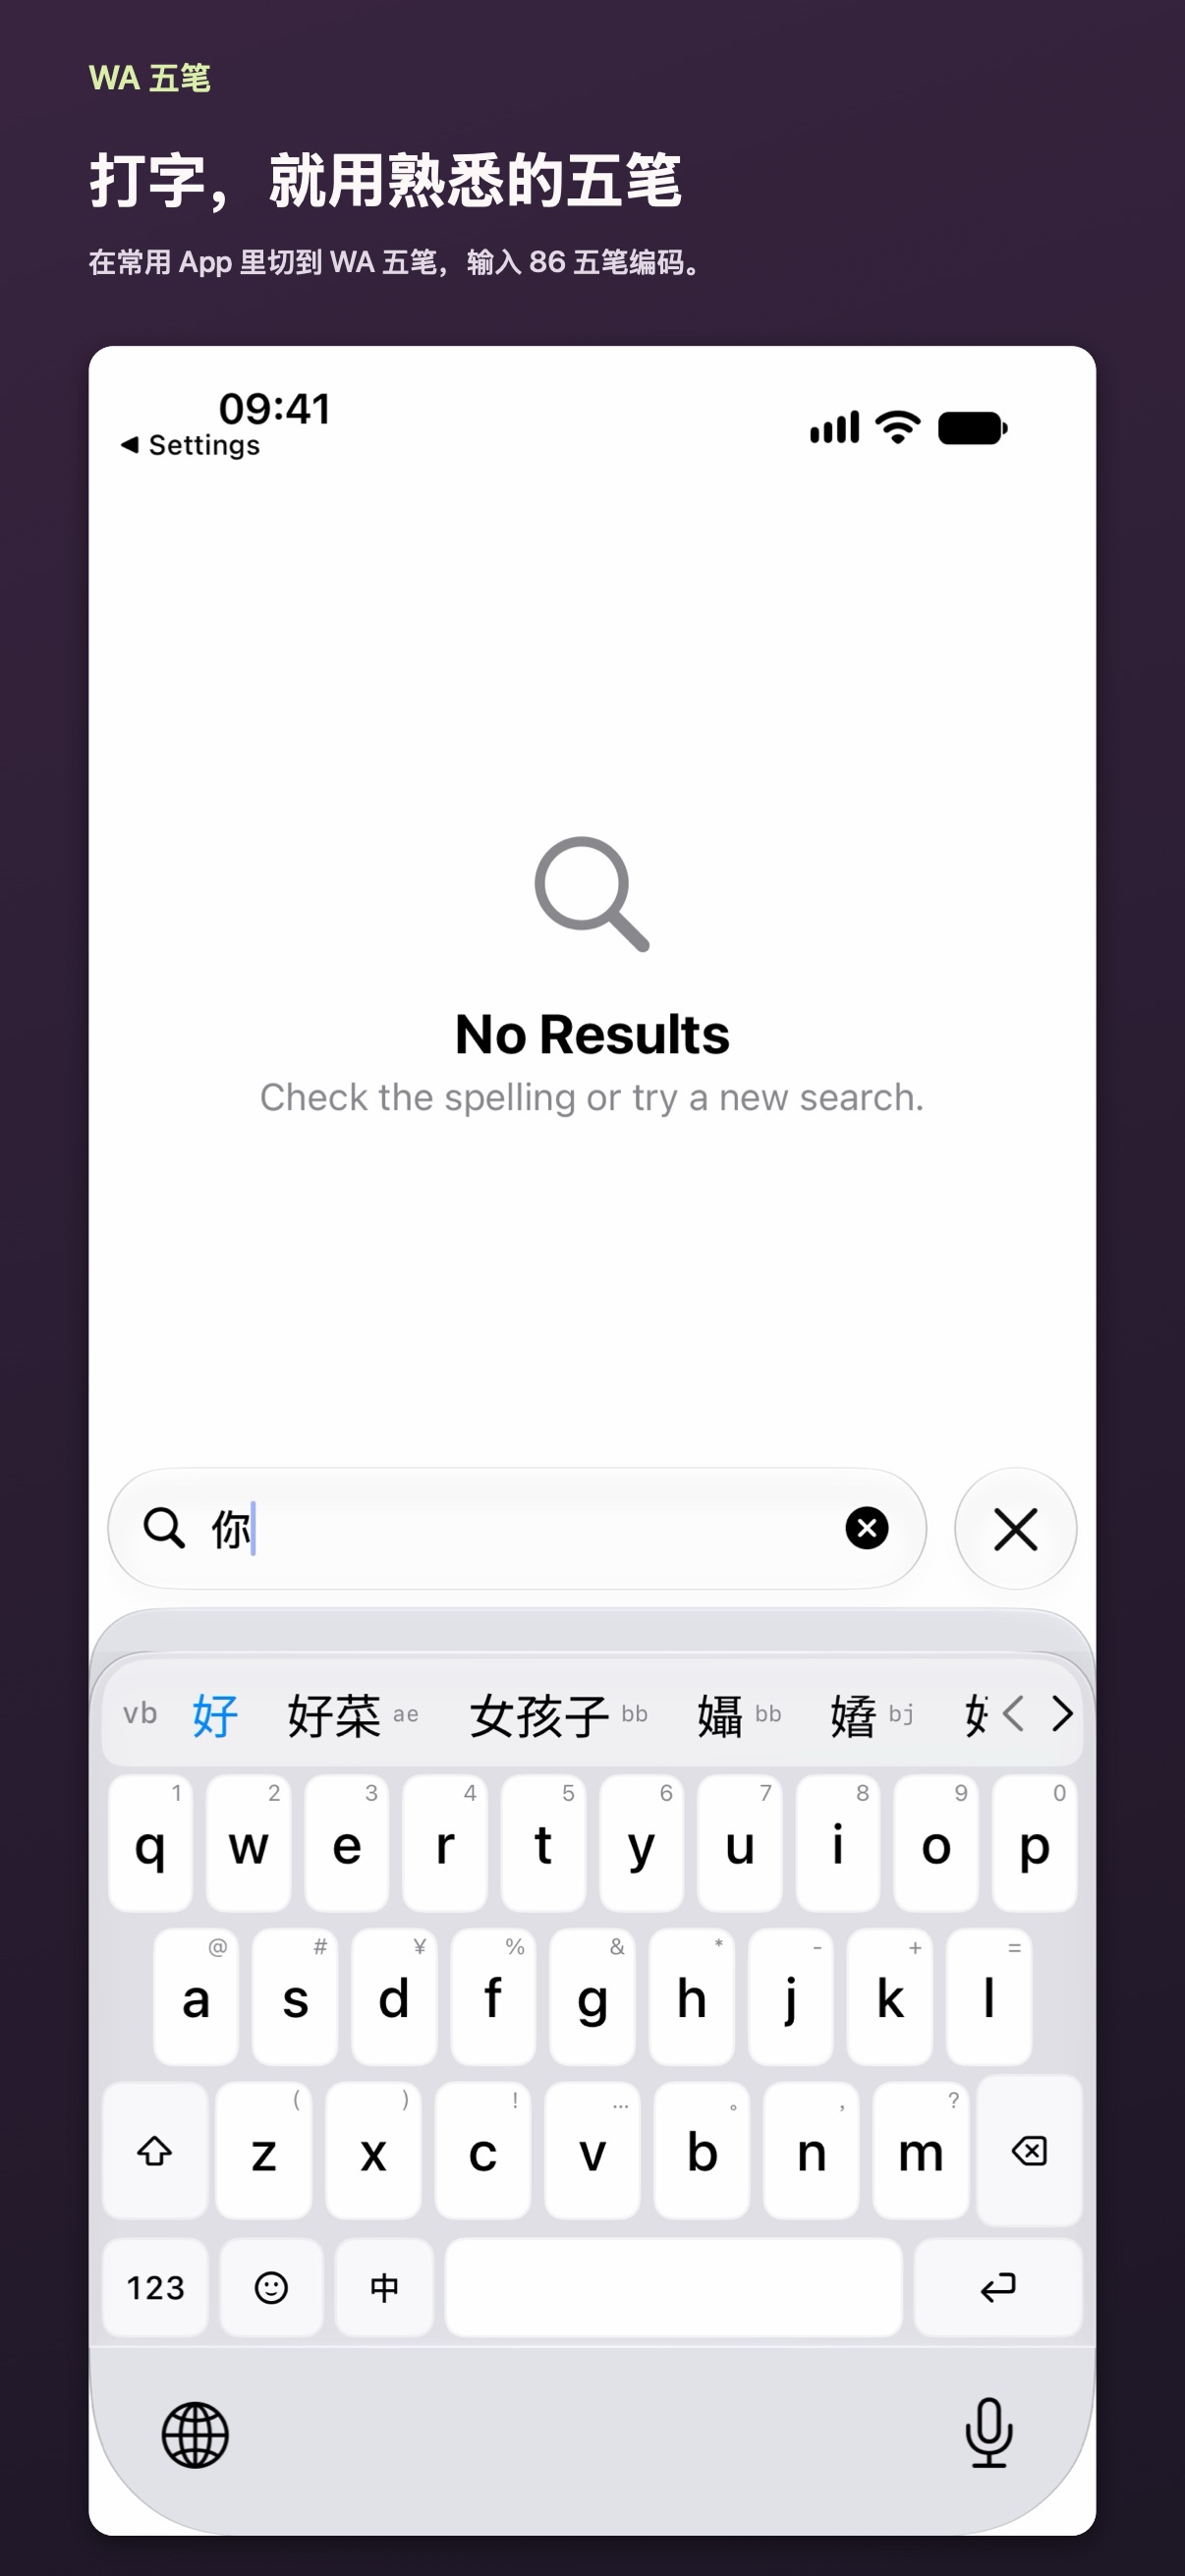 WA 五笔
打字，就用熟悉的五笔
在常用 App 里切到 WA 五笔，输入 86 五笔编码。
09:41
◀ Settings
No Results
Check the spelling or try a new search.
你
vb 好 好菜 ae 女孩子 bb 嬭 bb
1 2 3 4 5 6 7 8 9 0
q w e r t y u i o p
@ # ¥ % & * - + =
a s d f g h j k l
( ) ! ... 。 , ?
z x c v b n m
123 中